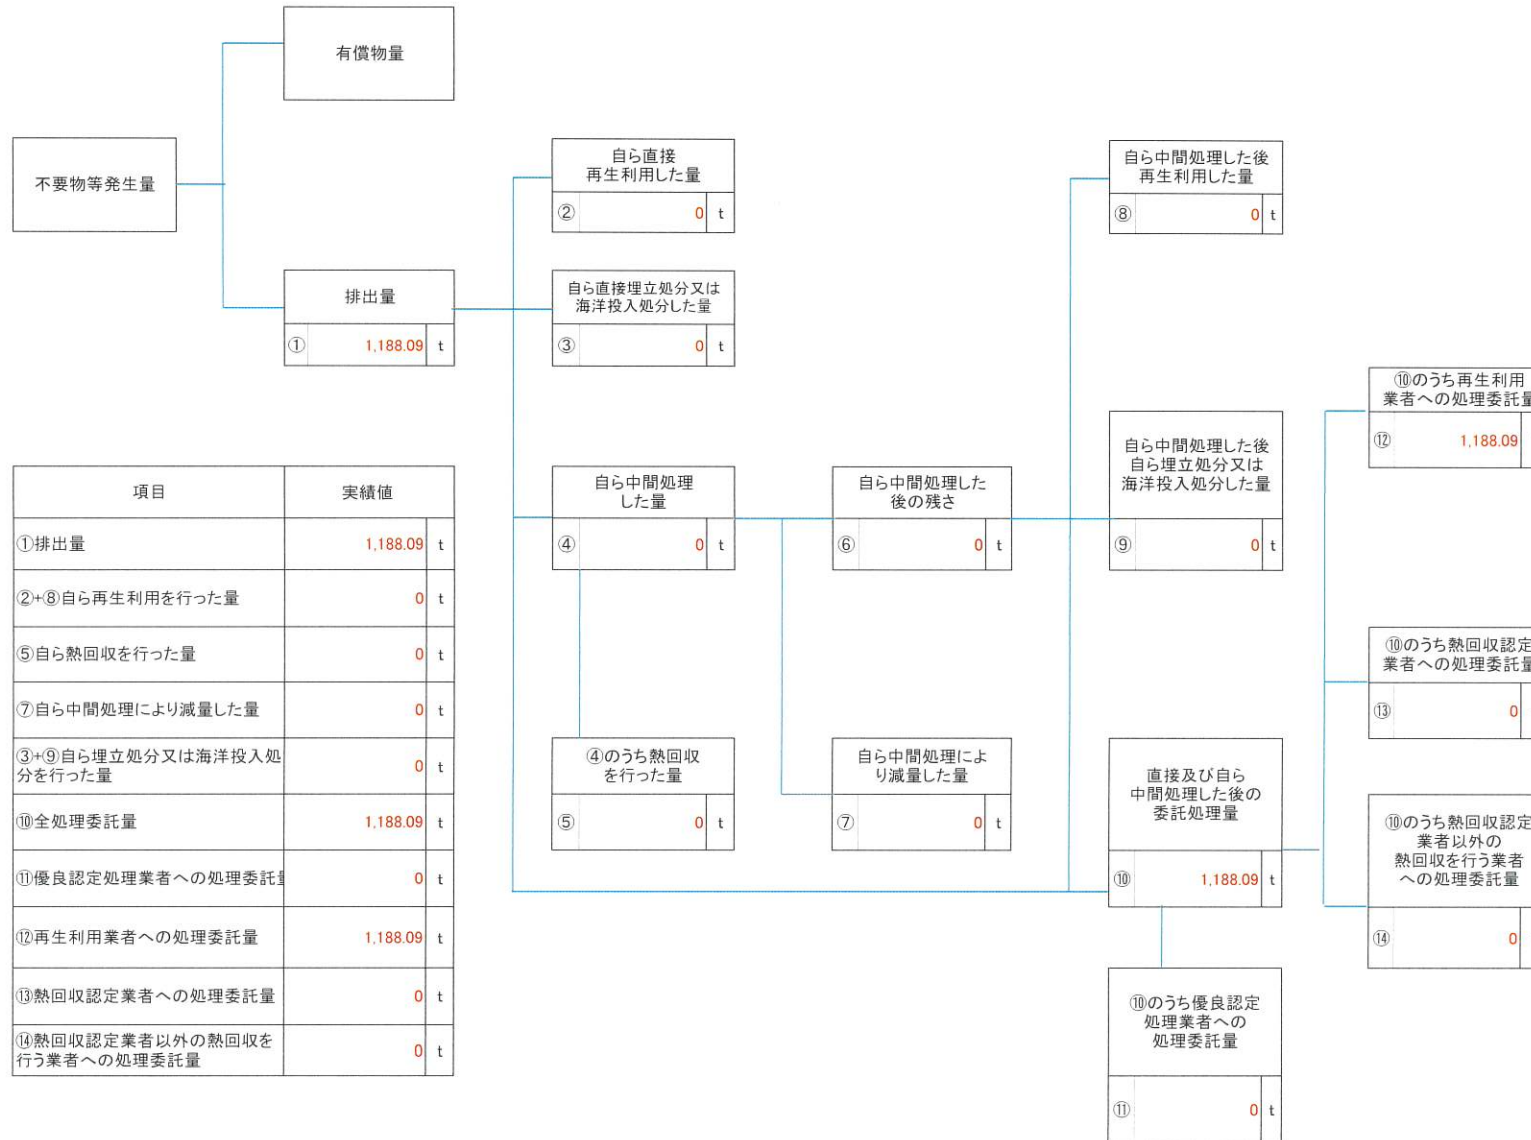 有償物量
不要物等発生量
排出量
① 1,188.09 t
自ら直接
再生利用した量
② 0 t
自ら直接埋立処分又は
海洋投入処分した量
③ 0 t
自ら中間処理した後
再生利用した量
⑧ 0 t
⑩のうち再生利用
業者への処理委託量
⑫ 1,188.09
自ら中間処理した後
自ら埋立処分又は
海洋投入処分した量
⑨ 0 t
自ら中間処理
した量
④ 0 t
自ら中間処理した
後の残さ
⑥ 0 t
項目 実績値
①排出量 1,188.09 t
②+⑧自ら再生利用を行った量 0 t
⑤自ら熱回収を行った量 0 t
⑦自ら中間処理により減量した量 0 t
③+⑨自ら埋立処分又は海洋投入処
分を行った量 0 t
⑩全処理委託量 1,188.09 t
⑪優良認定処理業者への処理委託量 0 t
⑫再生利用業者への処理委託量 1,188.09 t
⑬熱回収認定業者への処理委託量 0 t
⑭熱回収認定業者以外の熱回収を
行う業者への処理委託量 0 t
④のうち熱回収
を行った量
⑤ 0 t
自ら中間処理によ
り減量した量
⑦ 0 t
直接及び自ら
中間処理した後の
委託処理量
⑩ 1,188.09 t
⑩のうち熱回収認定
業者への処理委託量
⑬ 0
⑩のうち熱回収認定
業者以外の
熱回収を行う業者
への処理委託量
⑭ 0
⑩のうち優良認定
処理業者への
処理委託量
⑪ 0 t